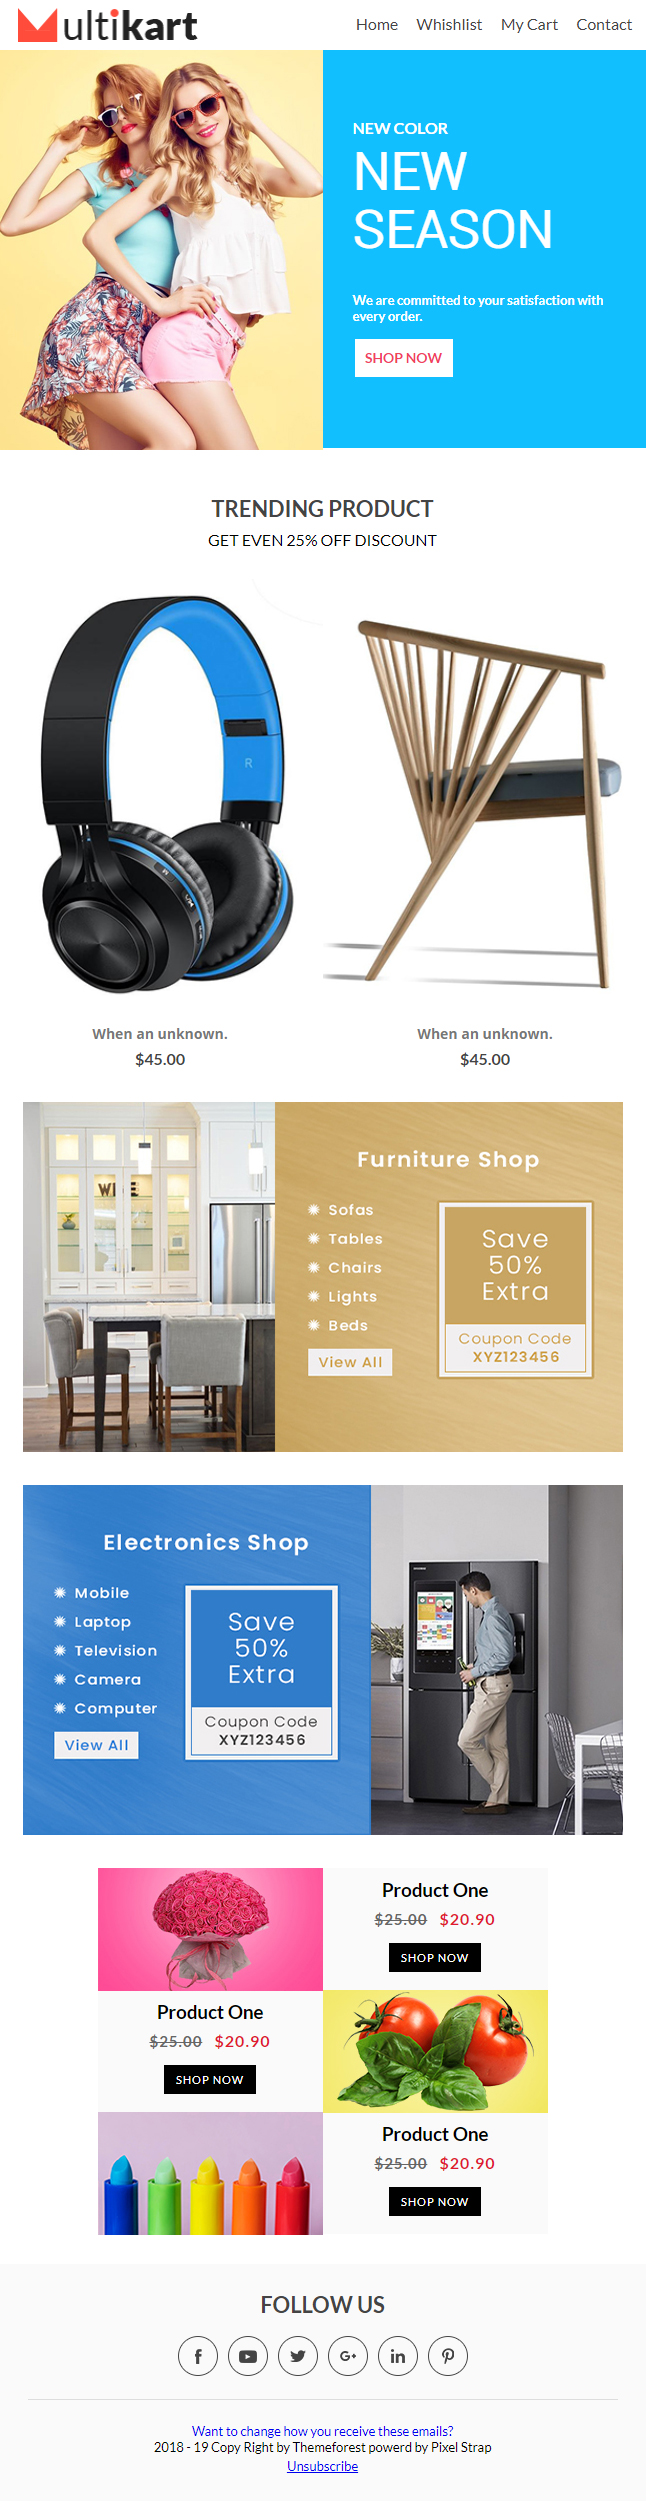 Multikart
Home Whishlist My Cart Contact
NEW COLOR
NEW
SEASON
We are committed to your satisfaction with
every order.
SHOP NOW
TRENDING PRODUCT
GET EVEN 25% OFF DISCOUNT
R
When an unknown.
$45.00
When an unknown.
$45.00
Furniture Shop
Sofas
Tables
Chairs
Lights
Beds
View All
Save
50%
Extra
Coupon Code
XYZ123456
Electronics Shop
Mobile
Laptop
Television
Camera
Computer
View All
Save
50%
Extra
Coupon Code
XYZ123456
Product One
$25.00 $20.90
SHOP NOW
Product One
$25.00 $20.90
SHOP NOW
Product One
$25.00 $20.90
SHOP NOW
FOLLOW US
Want to change how you receive these emails?
2018 - 19 Copy Right by Themeforest powerd by Pixel Strap
Unsubscribe